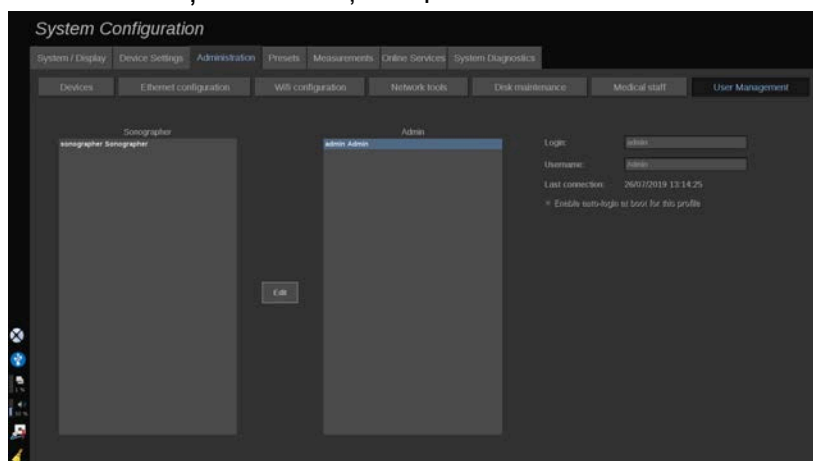 System Configuration
System / Display Device Settings Administration Presets Measurements Online Services System Diagnostics
Devices Ethernet configuration Wifi configuration Network tools Disk maintenance Medical staff User Management
Sonographer Admin
sonographer Sonographer admin Admin
Login: admin
Username: Admin
Last connection: 26/07/2019 13:14:25
Enable auto-login at boot for this profile
Edit